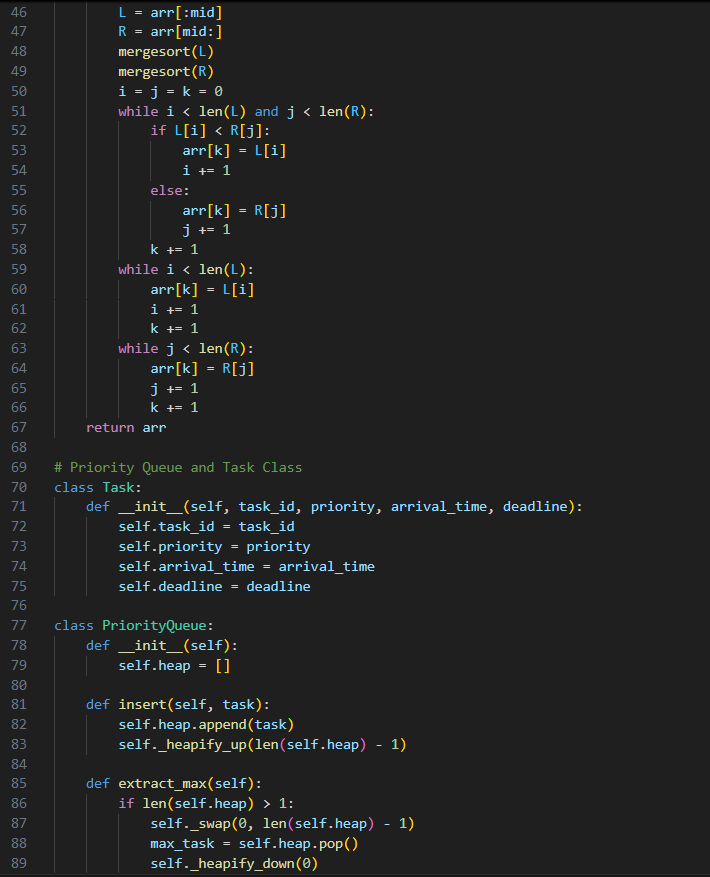 46 L = arr[:mid]
47 R = arr[mid:]
48 mergesort(L)
49 mergesort(R)
50 i = j = k = 0
51 while i < len(L) and j < len(R):
52 if L[i] < R[j]:
53 arr[k] = L[i]
54 i += 1
55 else:
56 arr[k] = R[j]
57 j += 1
58 k += 1
59 while i < len(L):
60 arr[k] = L[i]
61 i += 1
62 k += 1
63 while j < len(R):
64 arr[k] = R[j]
65 j += 1
66 k += 1
67 return arr
68
69 # Priority Queue and Task Class
70 class Task:
71 def __init__(self, task_id, priority, arrival_time, deadline):
72 self.task_id = task_id
73 self.priority = priority
74 self.arrival_time = arrival_time
75 self.deadline = deadline
76
77 class PriorityQueue:
78 def __init__(self):
79 self.heap = []
80
81 def insert(self, task):
82 self.heap.append(task)
83 self._heapify_up(len(self.heap) - 1)
84
85 def extract_max(self):
86 if len(self.heap) > 1:
87 self._swap(0, len(self.heap) - 1)
88 max_task = self.heap.pop()
89 self._heapify_down(0)